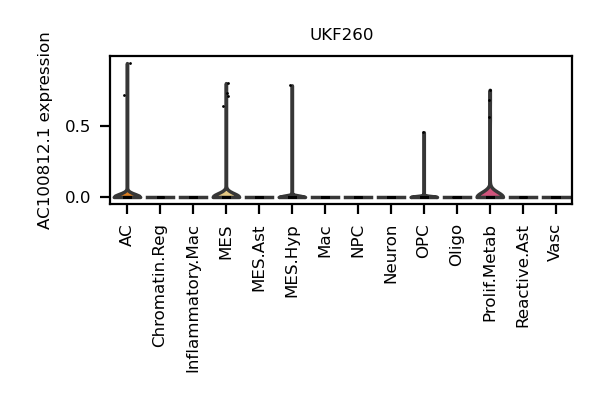 UKF260
AC100812.1 expression
0.5
0.0
AC
Chromatin.Reg
Inflammatory.Mac
MES
MES.Ast
MES.Hyp
Mac
NPC
Neuron
OPC
Oligo
Prolif.Metab
Reactive.Ast
Vasc